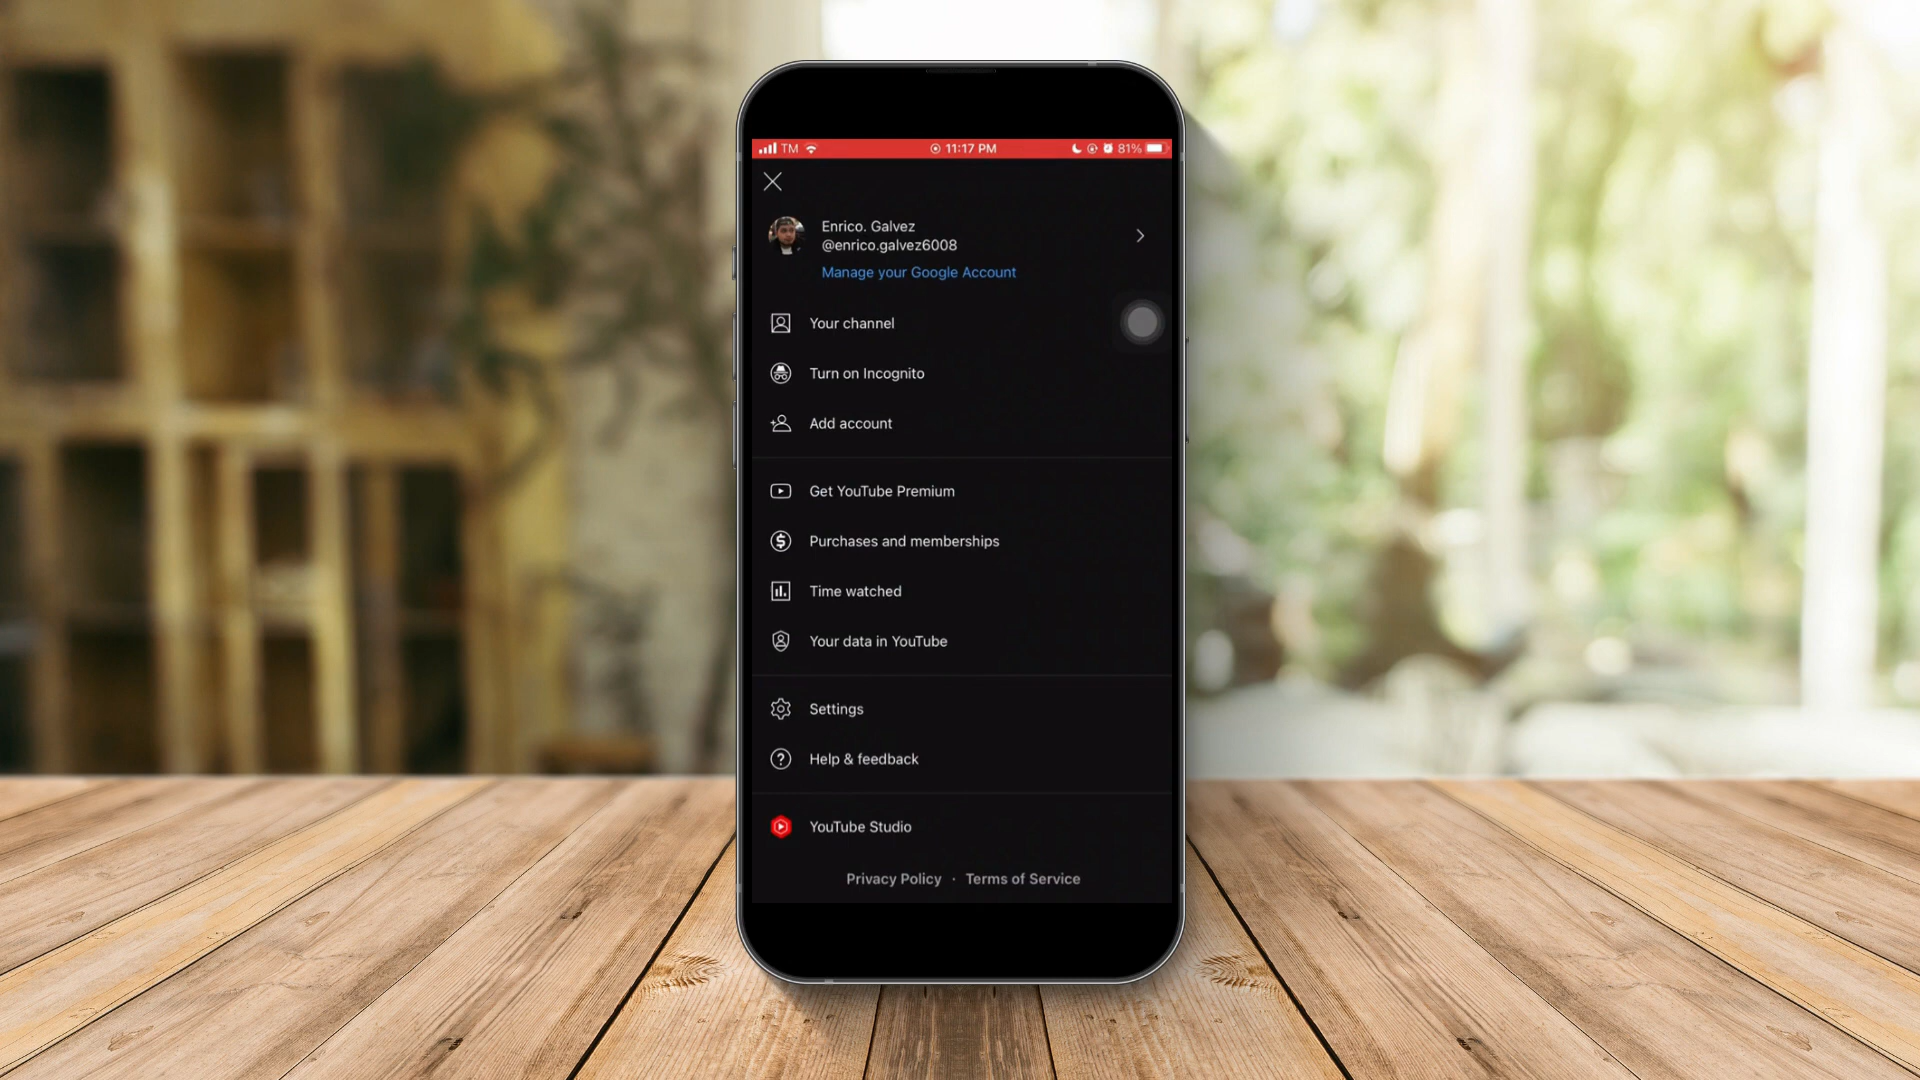 TM 11:17 PM 81%
Enrico. Galvez
@enrico.galvez6008
Manage your Google Account
Your channel
Turn on Incognito
Add account
Get YouTube Premium
Purchases and memberships
Time watched
Your data in YouTube
Settings
Help & feedback
YouTube Studio
Privacy Policy · Terms of Service